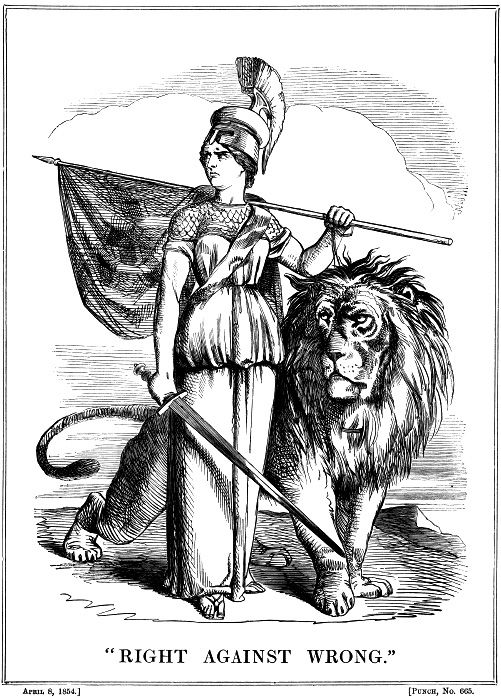 "RIGHT AGAINST WRONG."
April 8, 1854.] [Punch, No. 665.